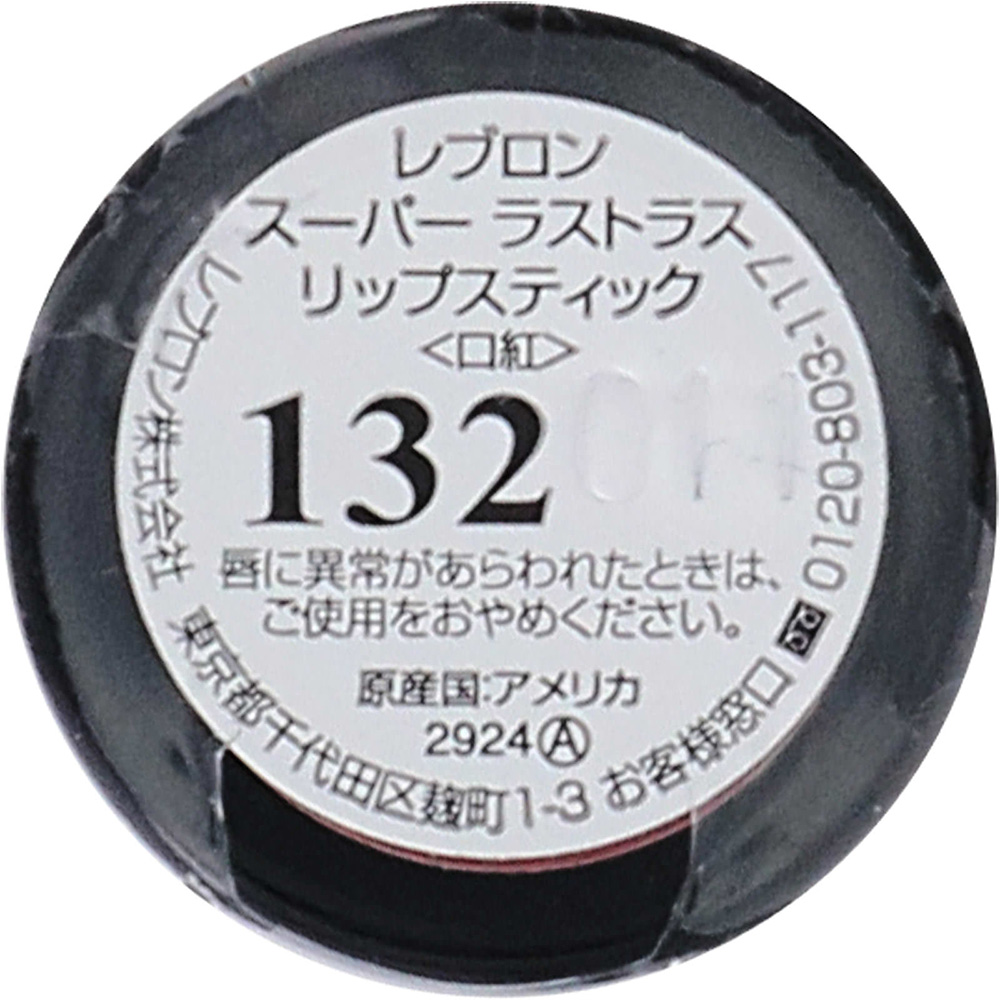 レブロン
スーパー ラストラス
リップスティック
<口紅>
132
011
唇に異常があらわれたときは、
ご使用をおやめください。
原産国:アメリカ
2924Ⓐ
レブロン株式会社
東京都千代田区麹町1-3
お客様窓口 0120-803-117